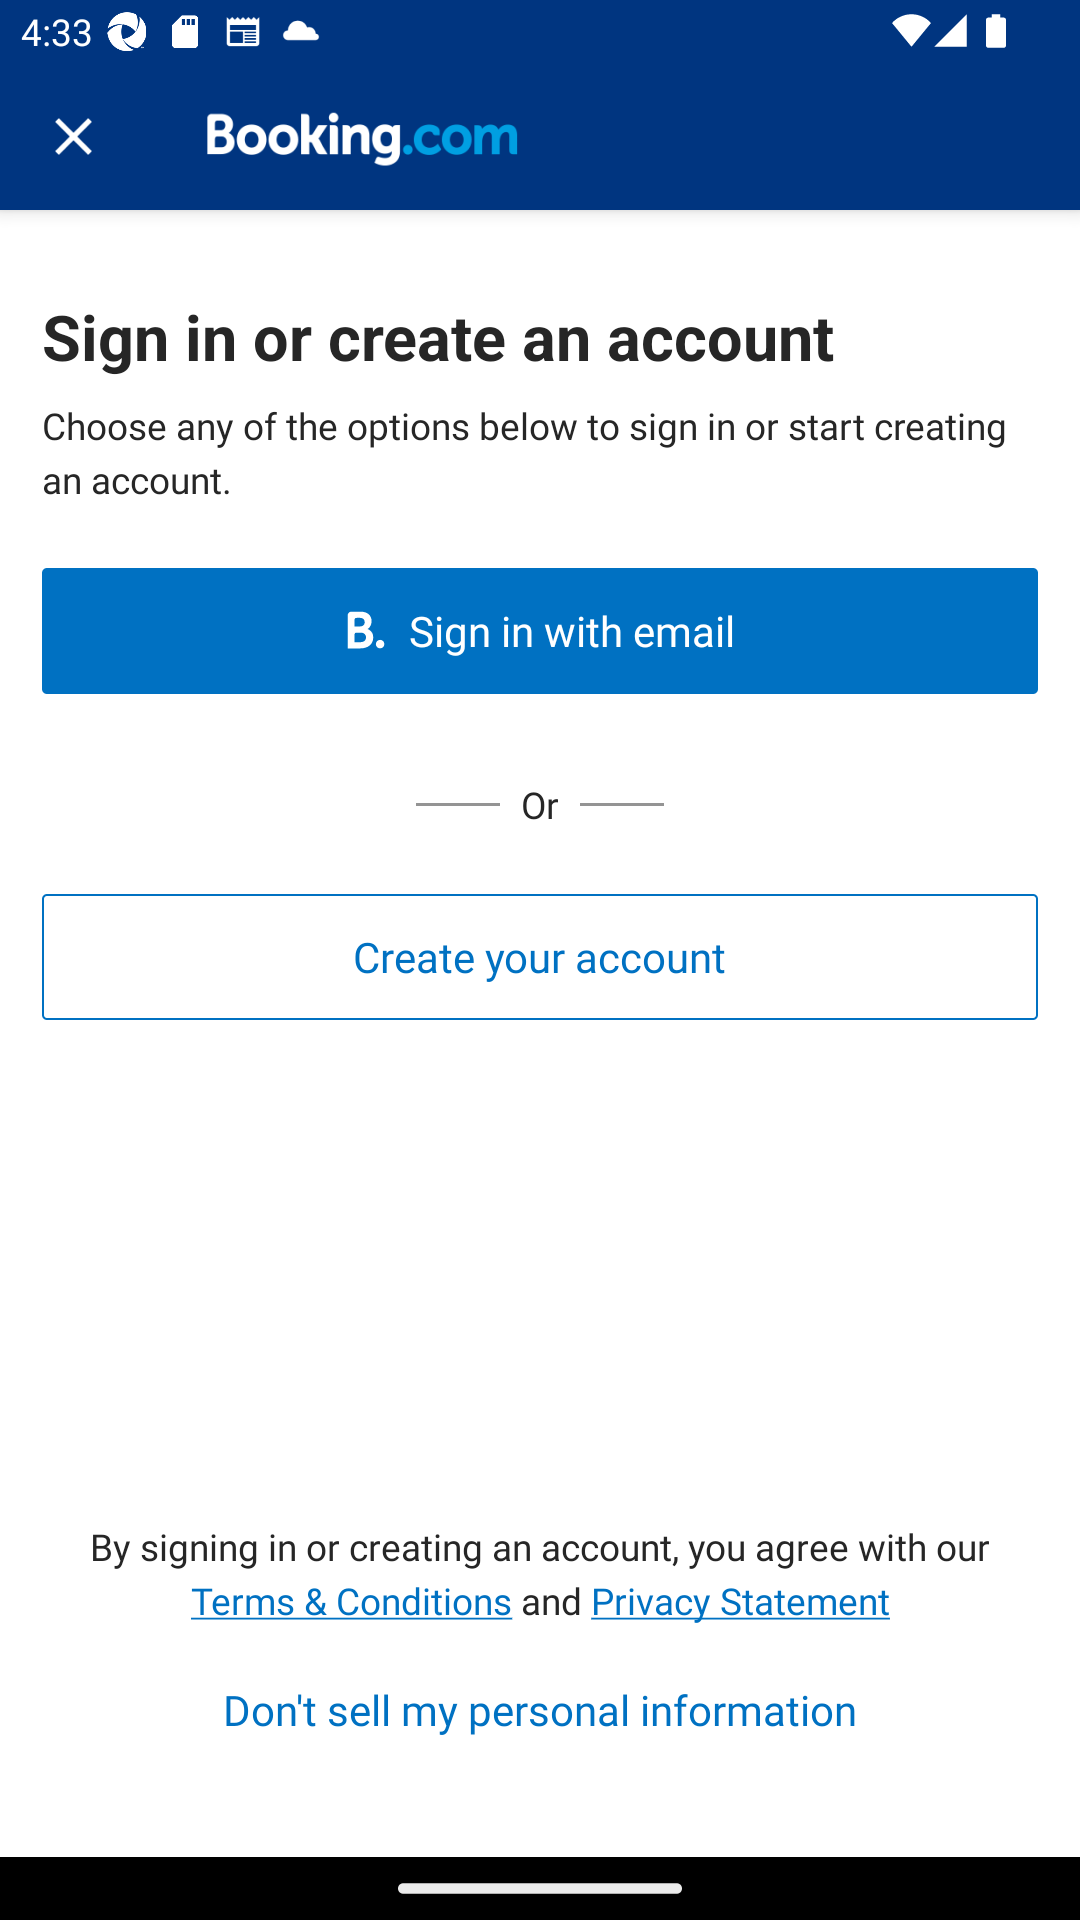 4:33
Booking.com
Sign in or create an account
Choose any of the options below to sign in or start creating
an account.
B. Sign in with email
Or
Create your account
By signing in or creating an account, you agree with our
Terms & Conditions and Privacy Statement
Don't sell my personal information